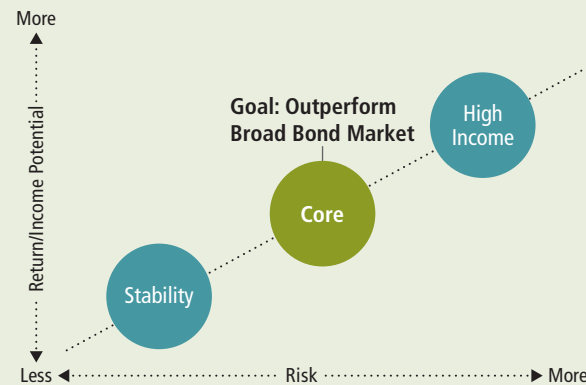 More
Return/Income Potential
Goal: Outperform
Broad Bond Market
High
Income
Core
Stability
Less
Risk
More